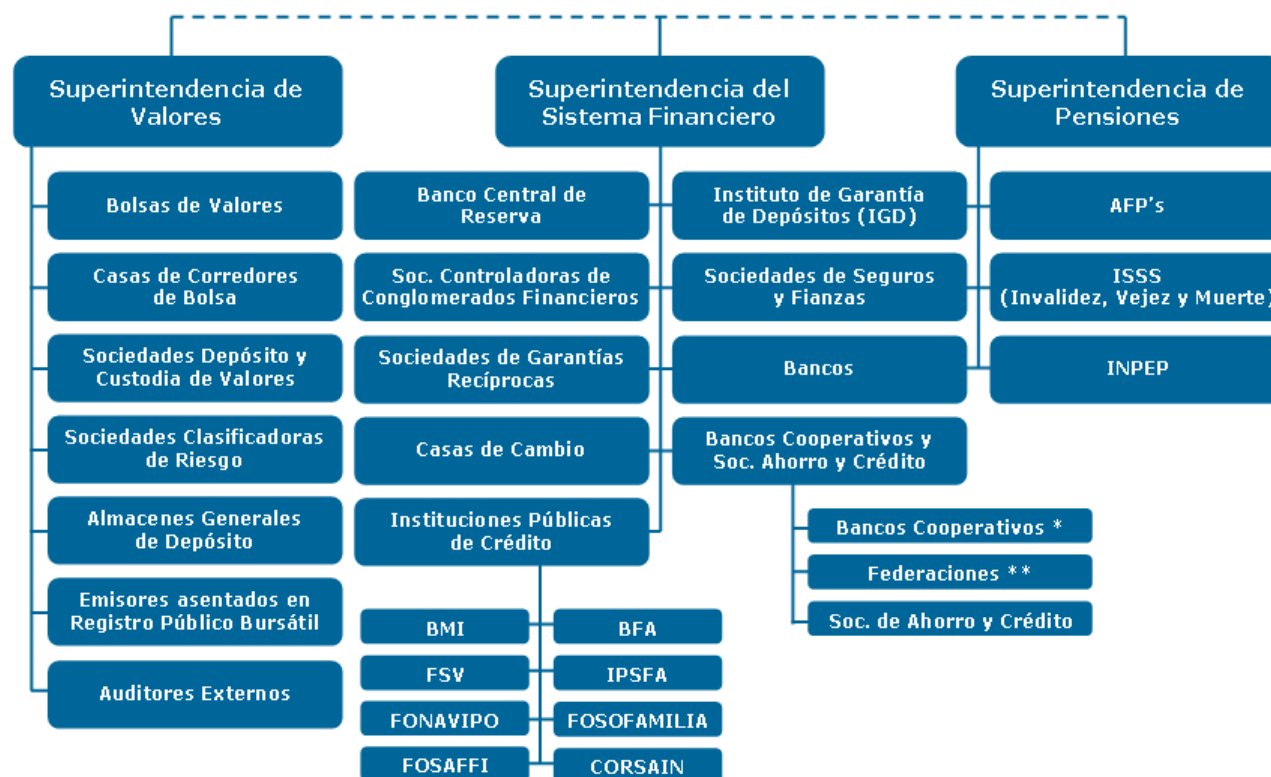 Superintendencia de
Valores
Superintendencia del
Sistema Financiero
Superintendencia de
Pensiones
Bolsas de Valores
Casas de Corredores
de Bolsa
Sociedades Depósito y
Custodia de Valores
Sociedades Clasificadoras
de Riesgo
Almacenes Generales
de Depósito
Emisores asentados en
Registro Público Bursátil
Auditores Externos
Banco Central de
Reserva
Soc. Controladoras de
Conglomerados Financieros
Sociedades de Garantías
Recíprocas
Casas de Cambio
Instituciones Públicas
de Crédito
BMI
BFA
FSV
IPSFA
FONAVIPO
FOSOFAMILIA
FOSAFFI
CORSAIN
Instituto de Garantía
de Depósitos (IGD)
Sociedades de Seguros
y Fianzas
Bancos
Bancos Cooperativos y
Soc. Ahorro y Crédito
Bancos Cooperativos *
Federaciones **
Soc. de Ahorro y Crédito
AFP's
ISSS
(Invalidez, Vejez y Muerte)
INPEP